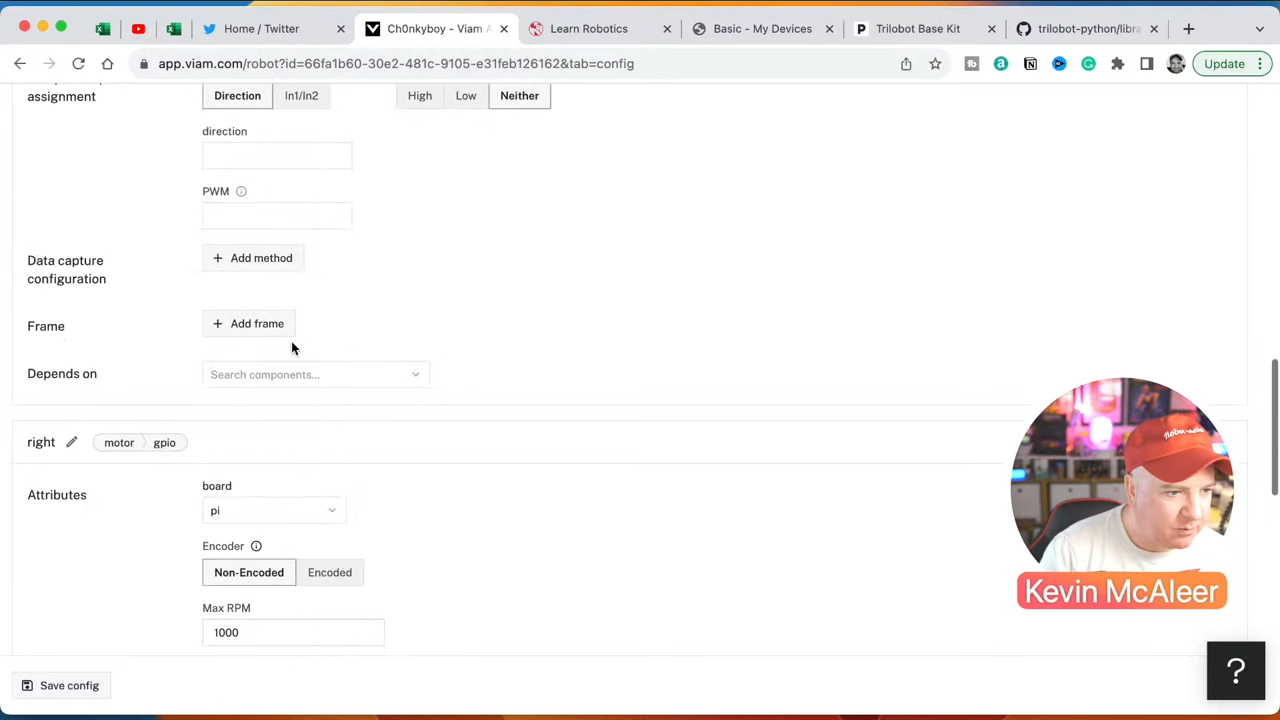 Home / Twitter
Ch0nkyboy - Viam A
Learn Robotics
Basic - My Devices
Trilobot Base Kit
trilobot-python/libra
app.viam.com/robot?id=66fa1b60-30e2-481c-9105-e31feb126162&tab=config
Update
assignment
Direction
In1/In2
High
Low
Neither
direction
PWM
Data capture
configuration
+ Add method
Frame
+ Add frame
Depends on
Search components...
right
motor
gpio
Attributes
board
pi
Encoder
Non-Encoded
Encoded
Max RPM
1000
Kevin McAleer
Save config
?